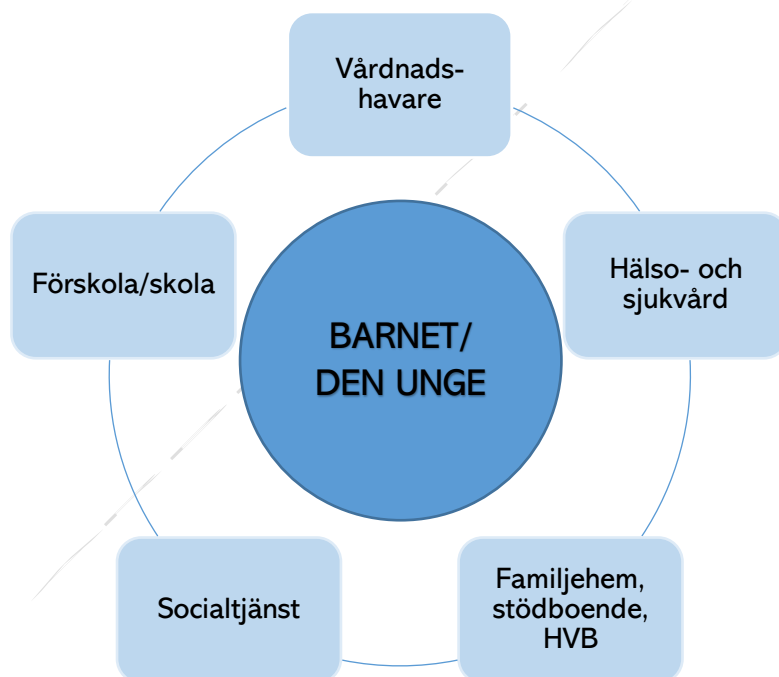 Vårdnads-
havare
Förskola/skola
Hälso- och
sjukvård
BARNET/
DEN UNGE
Socialtjänst
Familjehem,
stödboende,
HVB